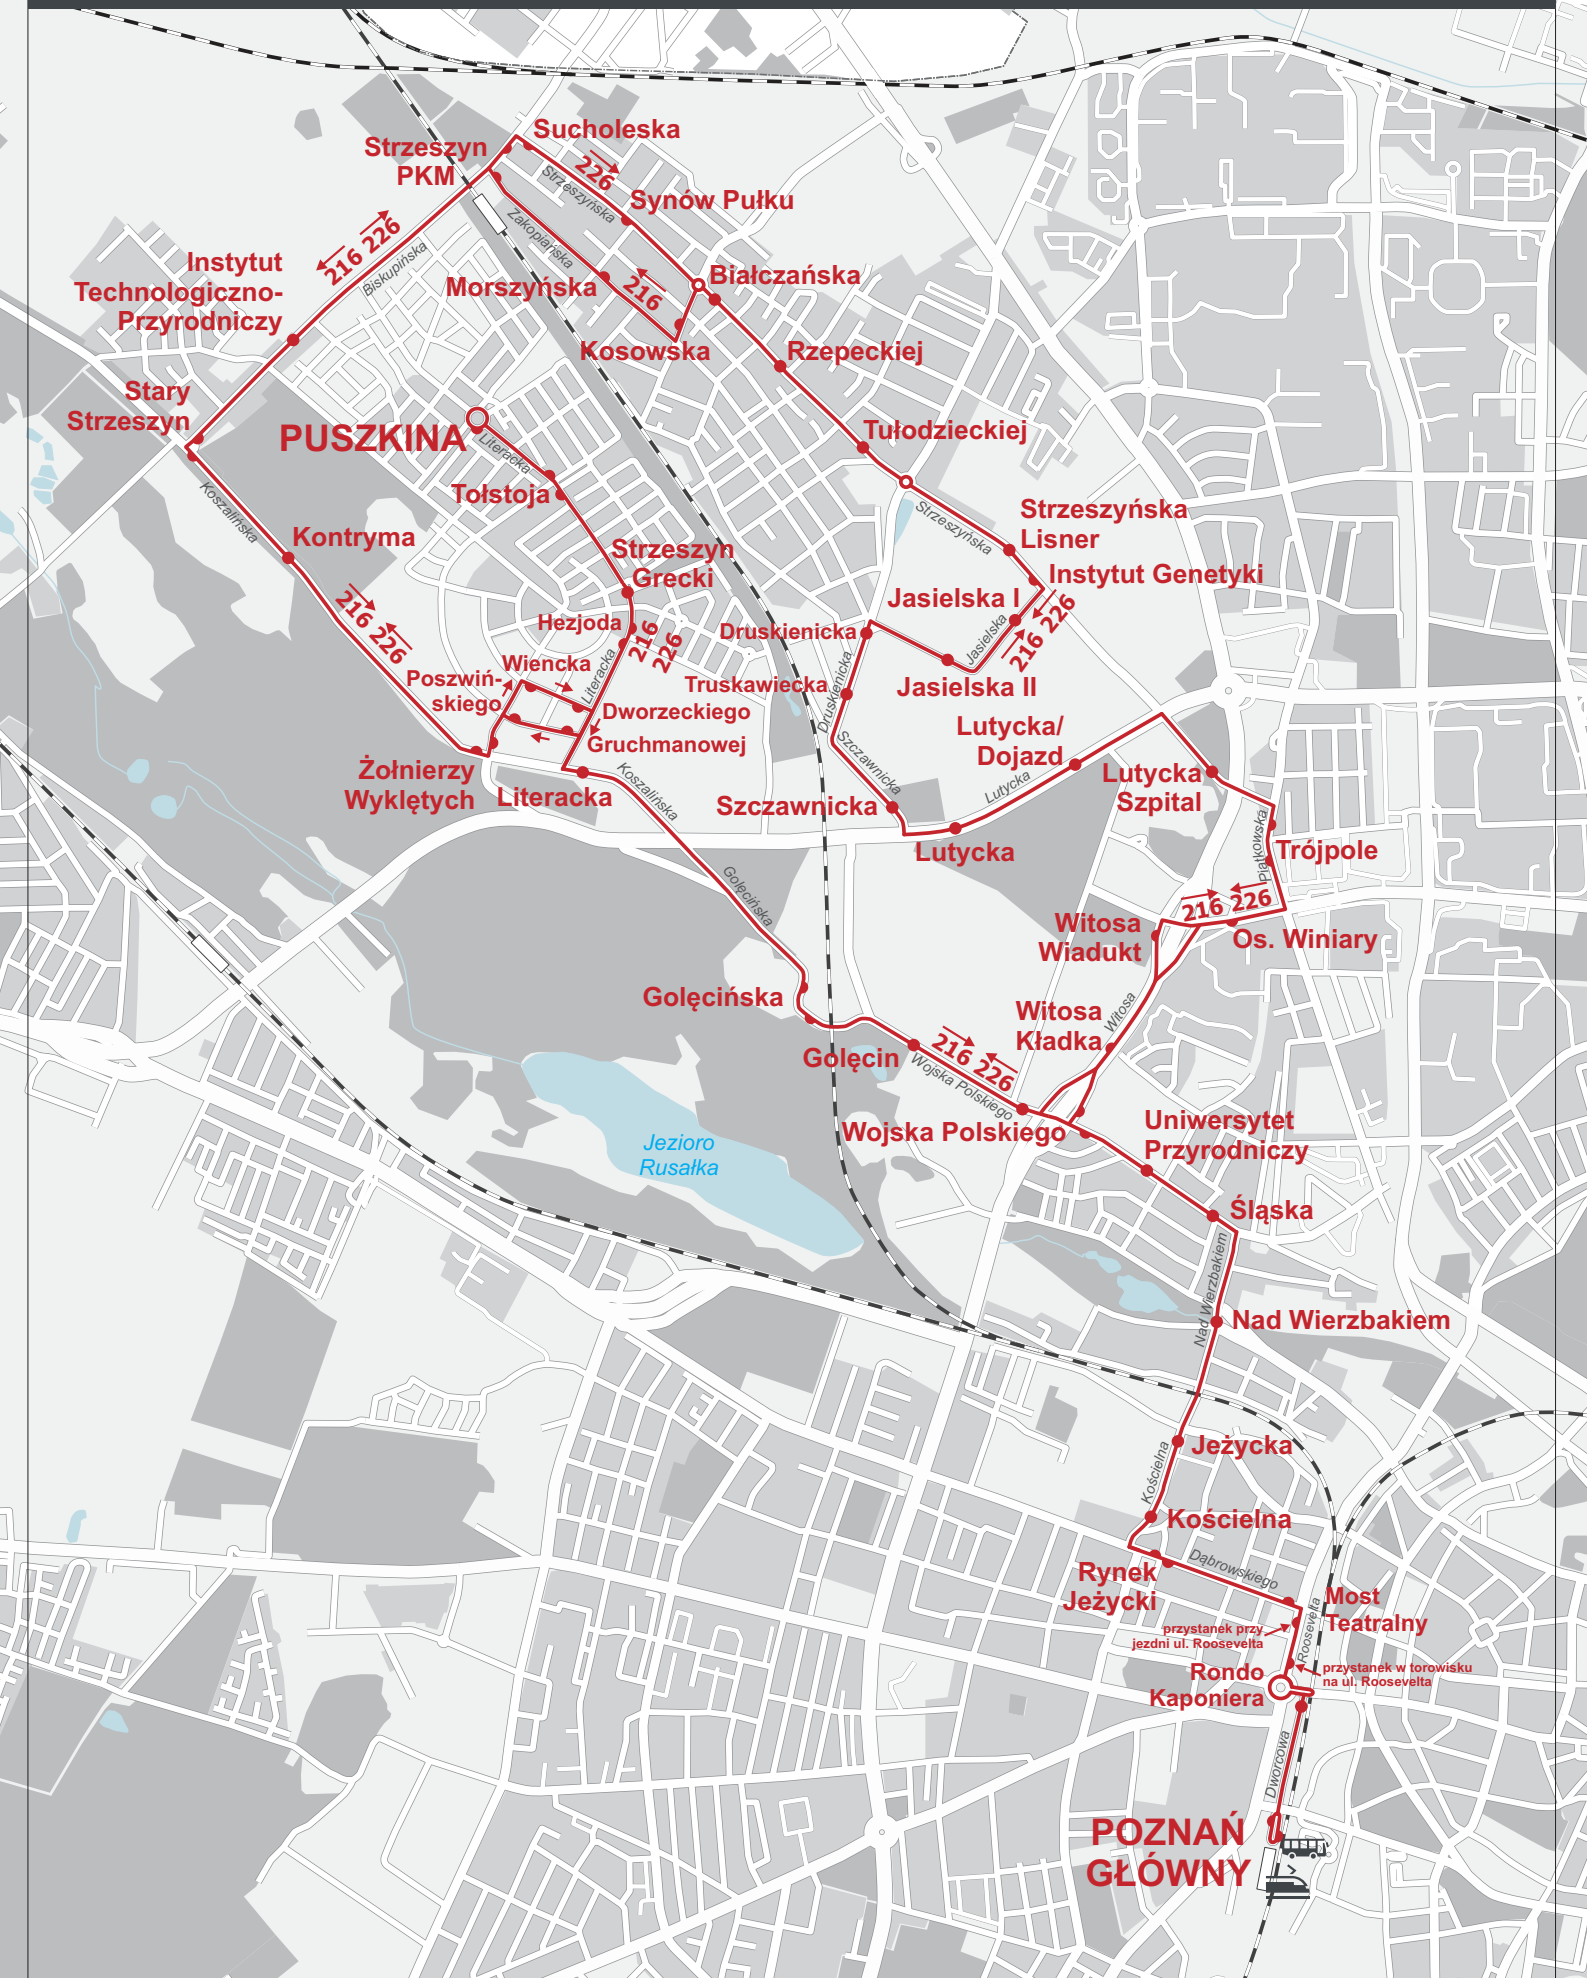 Sucholeska
Strzeszyn
PKM
226
Strzeszyńska
Synów Pułku
Zakopiańska
216 226
Biskupińska
Instytut
Technologiczno-
Przyrodniczy
Morszyńska
216
Białczańska
Kosowska
Rzepeckiej
Stary
Strzeszyn
PUSZKINA
Literacka
Tułodzieckiej
Tołstoja
Koszalińska
Strzeszyńska
Strzeszyńska
Lisner
Kontryma
Strzeszyn
Grecki
Instytut Genetyki
216 226
Jasielska I
Hezjoda
216
226
Druskienicka
Jasielska
216 226
Wiencka
Literacka
Poszwiń-
skiego
Truskawiecka
Druskienicka
Jasielska II
Dworzeckiego
Gruchmanowej
Lutycka/
Dojazd
Szczawnicka
Żołnierzy
Wyklętych
Literacka
Koszalińska
Lutycka
Lutycka
Szpital
Szczawnicka
Lutycka
Piątkowska
Trójpole
Golęcińska
216 226
Witosa
Wiadukt
Os. Winiary
Golęcińska
Witosa
Kładka
Witosa
Golęcin
216 226
Wojska Polskiego
Wojska Polskiego
Uniwersytet
Przyrodniczy
Jezioro
Rusałka
Śląska
Nad Wierzbakiem
Nad Wierzbakiem
Jeżycka
Kościelna
Kościelna
Rynek
Jeżycki
Dąbrowskiego
Most
Teatralny
przystanek przy
jezdni ul. Roosevelta
Roosevelta
Rondo
Kaponiera
przystanek w torowisku
na ul. Roosevelta
Dworcowa
POZNAŃ
GŁÓWNY